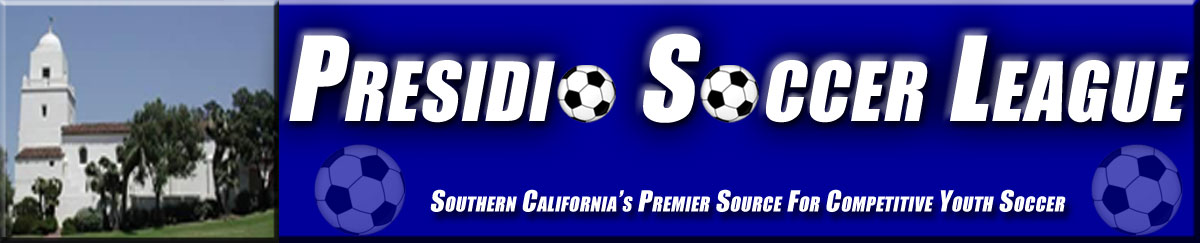 PRESIDIO SOCCER LEAGUE
SOUTHERN CALIFORNIA'S PREMIER SOURCE FOR COMPETITIVE YOUTH SOCCER